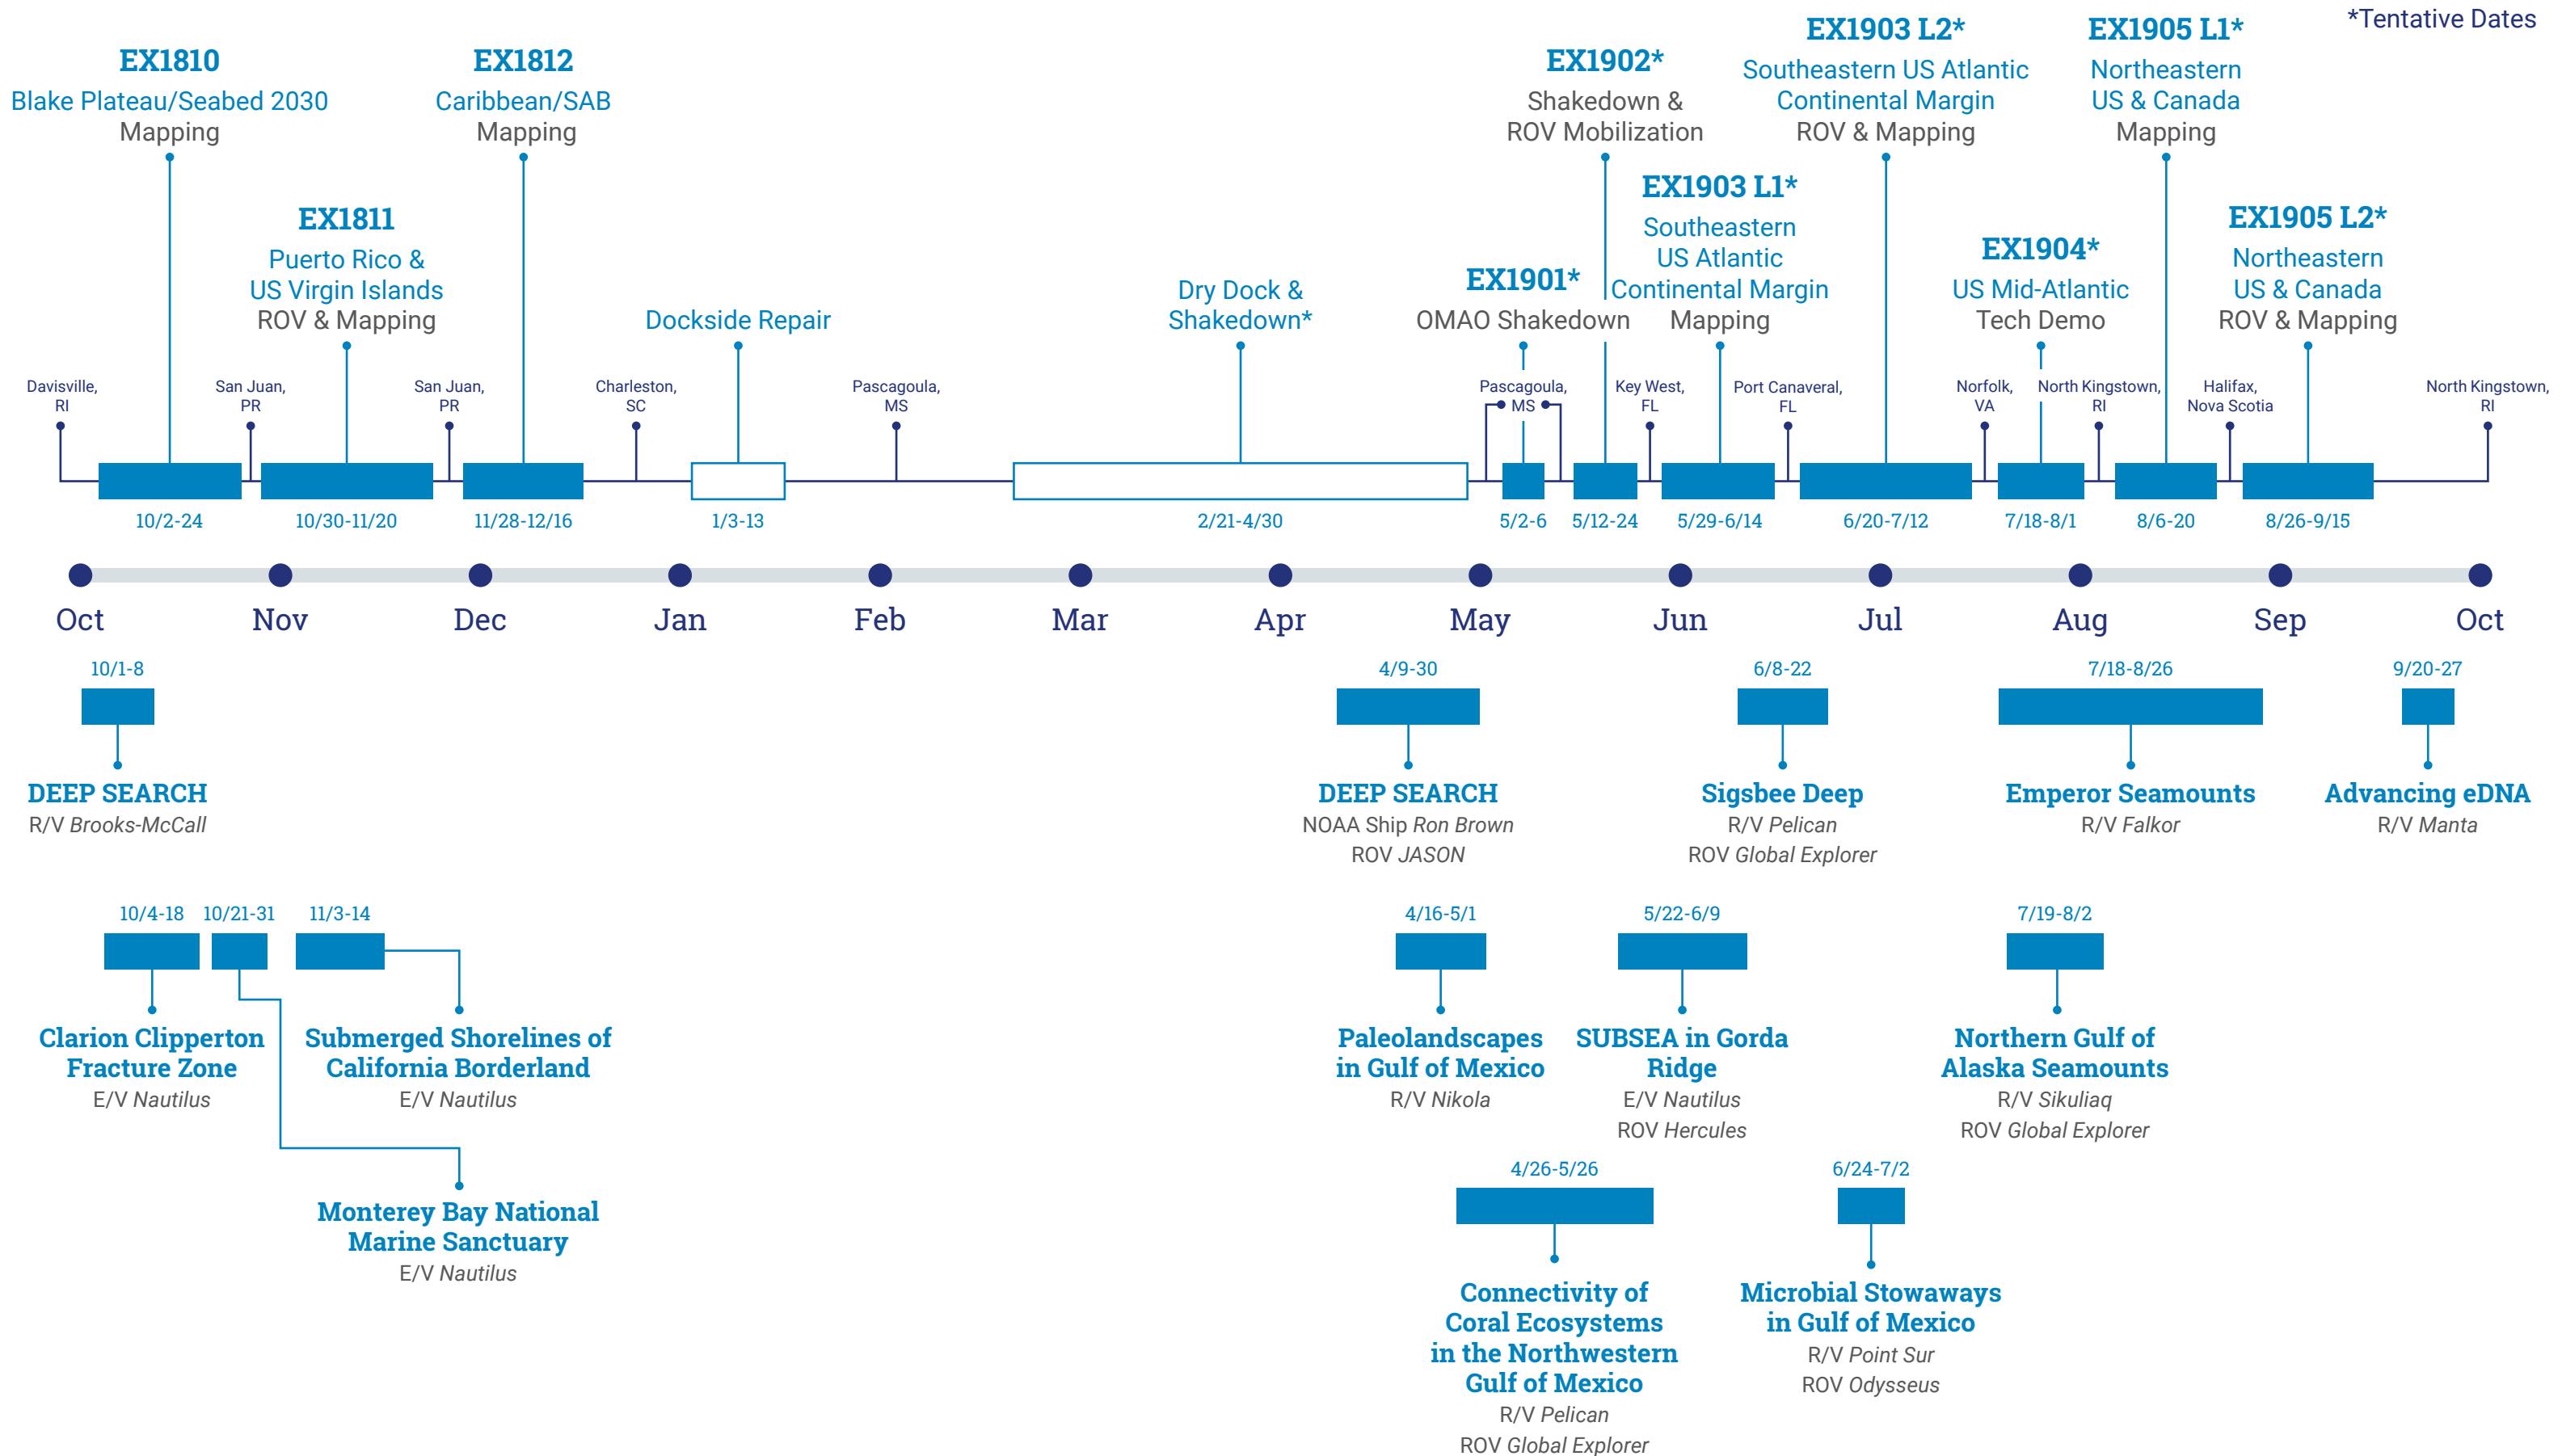 *Tentative Dates
EX1810
Blake Plateau/Seabed 2030
Mapping
EX1811
Puerto Rico &
US Virgin Islands
ROV & Mapping
EX1812
Caribbean/SAB
Mapping
Dockside Repair
Dry Dock &
Shakedown*
EX1901*
OMAO Shakedown
EX1902*
Shakedown &
ROV Mobilization
EX1903 L1*
Southeastern
US Atlantic
Continental Margin
Mapping
EX1903 L2*
Southeastern US Atlantic
Continental Margin
ROV & Mapping
EX1904*
US Mid-Atlantic
Tech Demo
EX1905 L1*
Northeastern
US & Canada
Mapping
EX1905 L2*
Northeastern
US & Canada
ROV & Mapping
Davisville,
RI
San Juan,
PR
San Juan,
PR
Charleston,
SC
Pascagoula,
MS
Pascagoula,
MS
Key West,
FL
Port Canaveral,
FL
Norfolk,
VA
North Kingstown,
RI
Halifax,
Nova Scotia
North Kingstown,
RI
10/2-24
10/30-11/20
11/28-12/16
1/3-13
2/21-4/30
5/2-6
5/12-24
5/29-6/14
6/20-7/12
7/18-8/1
8/6-20
8/26-9/15
Oct
Nov
Dec
Jan
Feb
Mar
Apr
May
Jun
Jul
Aug
Sep
Oct
10/1-8
DEEP SEARCH
R/V Brooks-McCall
4/9-30
DEEP SEARCH
NOAA Ship Ron Brown
ROV JASON
6/8-22
Sigsbee Deep
R/V Pelican
ROV Global Explorer
7/18-8/26
Emperor Seamounts
R/V Falkor
9/20-27
Advancing eDNA
R/V Manta
10/4-18
Clarion Clipperton
Fracture Zone
E/V Nautilus
10/21-31
Monterey Bay National
Marine Sanctuary
E/V Nautilus
11/3-14
Submerged Shorelines of
California Borderland
E/V Nautilus
4/16-5/1
Paleolandscapes
in Gulf of Mexico
R/V Nikola
5/22-6/9
SUBSEA in Gorda
Ridge
E/V Nautilus
ROV Hercules
7/19-8/2
Northern Gulf of
Alaska Seamounts
R/V Sikuliaq
ROV Global Explorer
4/26-5/26
Connectivity of
Coral Ecosystems
in the Northwestern
Gulf of Mexico
R/V Pelican
ROV Global Explorer
6/24-7/2
Microbial Stowaways
in Gulf of Mexico
R/V Point Sur
ROV Odysseus